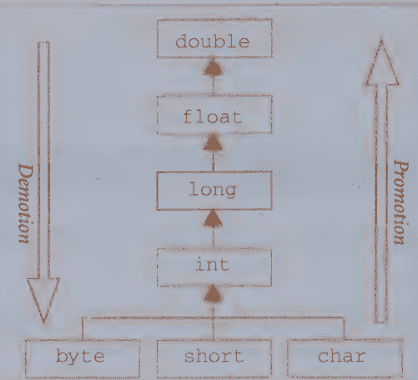 double
float
long
int
byte short char
Demotion
Promotion